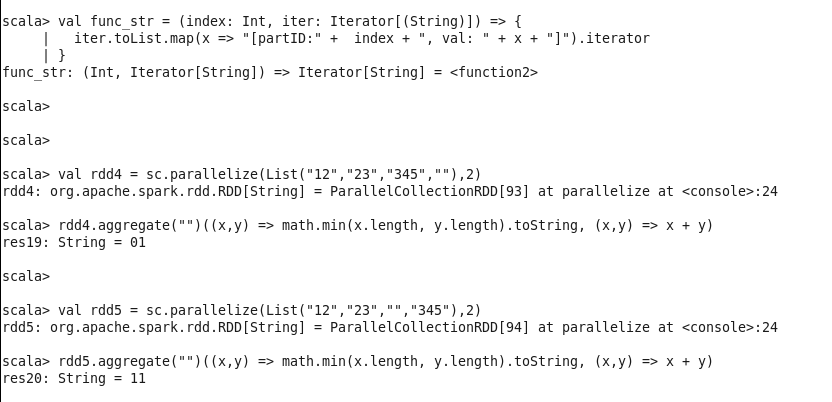 scala> val func_str = (index: Int, iter: Iterator[(String)]) => {
     |   iter.toList.map(x => "[partID:" +  index + ", val: " + x + "]").iterator
     | }
func_str: (Int, Iterator[String]) => Iterator[String] = <function2>
scala>
scala>
scala> val rdd4 = sc.parallelize(List("12","23","345",""),2)
rdd4: org.apache.spark.rdd.RDD[String] = ParallelCollectionRDD[93] at parallelize at <console>:24
scala> rdd4.aggregate("")((x,y) => math.min(x.length, y.length).toString, (x,y) => x + y)
res19: String = 01
scala>
scala> val rdd5 = sc.parallelize(List("12","23","","345"),2)
rdd5: org.apache.spark.rdd.RDD[String] = ParallelCollectionRDD[94] at parallelize at <console>:24
scala> rdd5.aggregate("")((x,y) => math.min(x.length, y.length).toString, (x,y) => x + y)
res20: String = 11